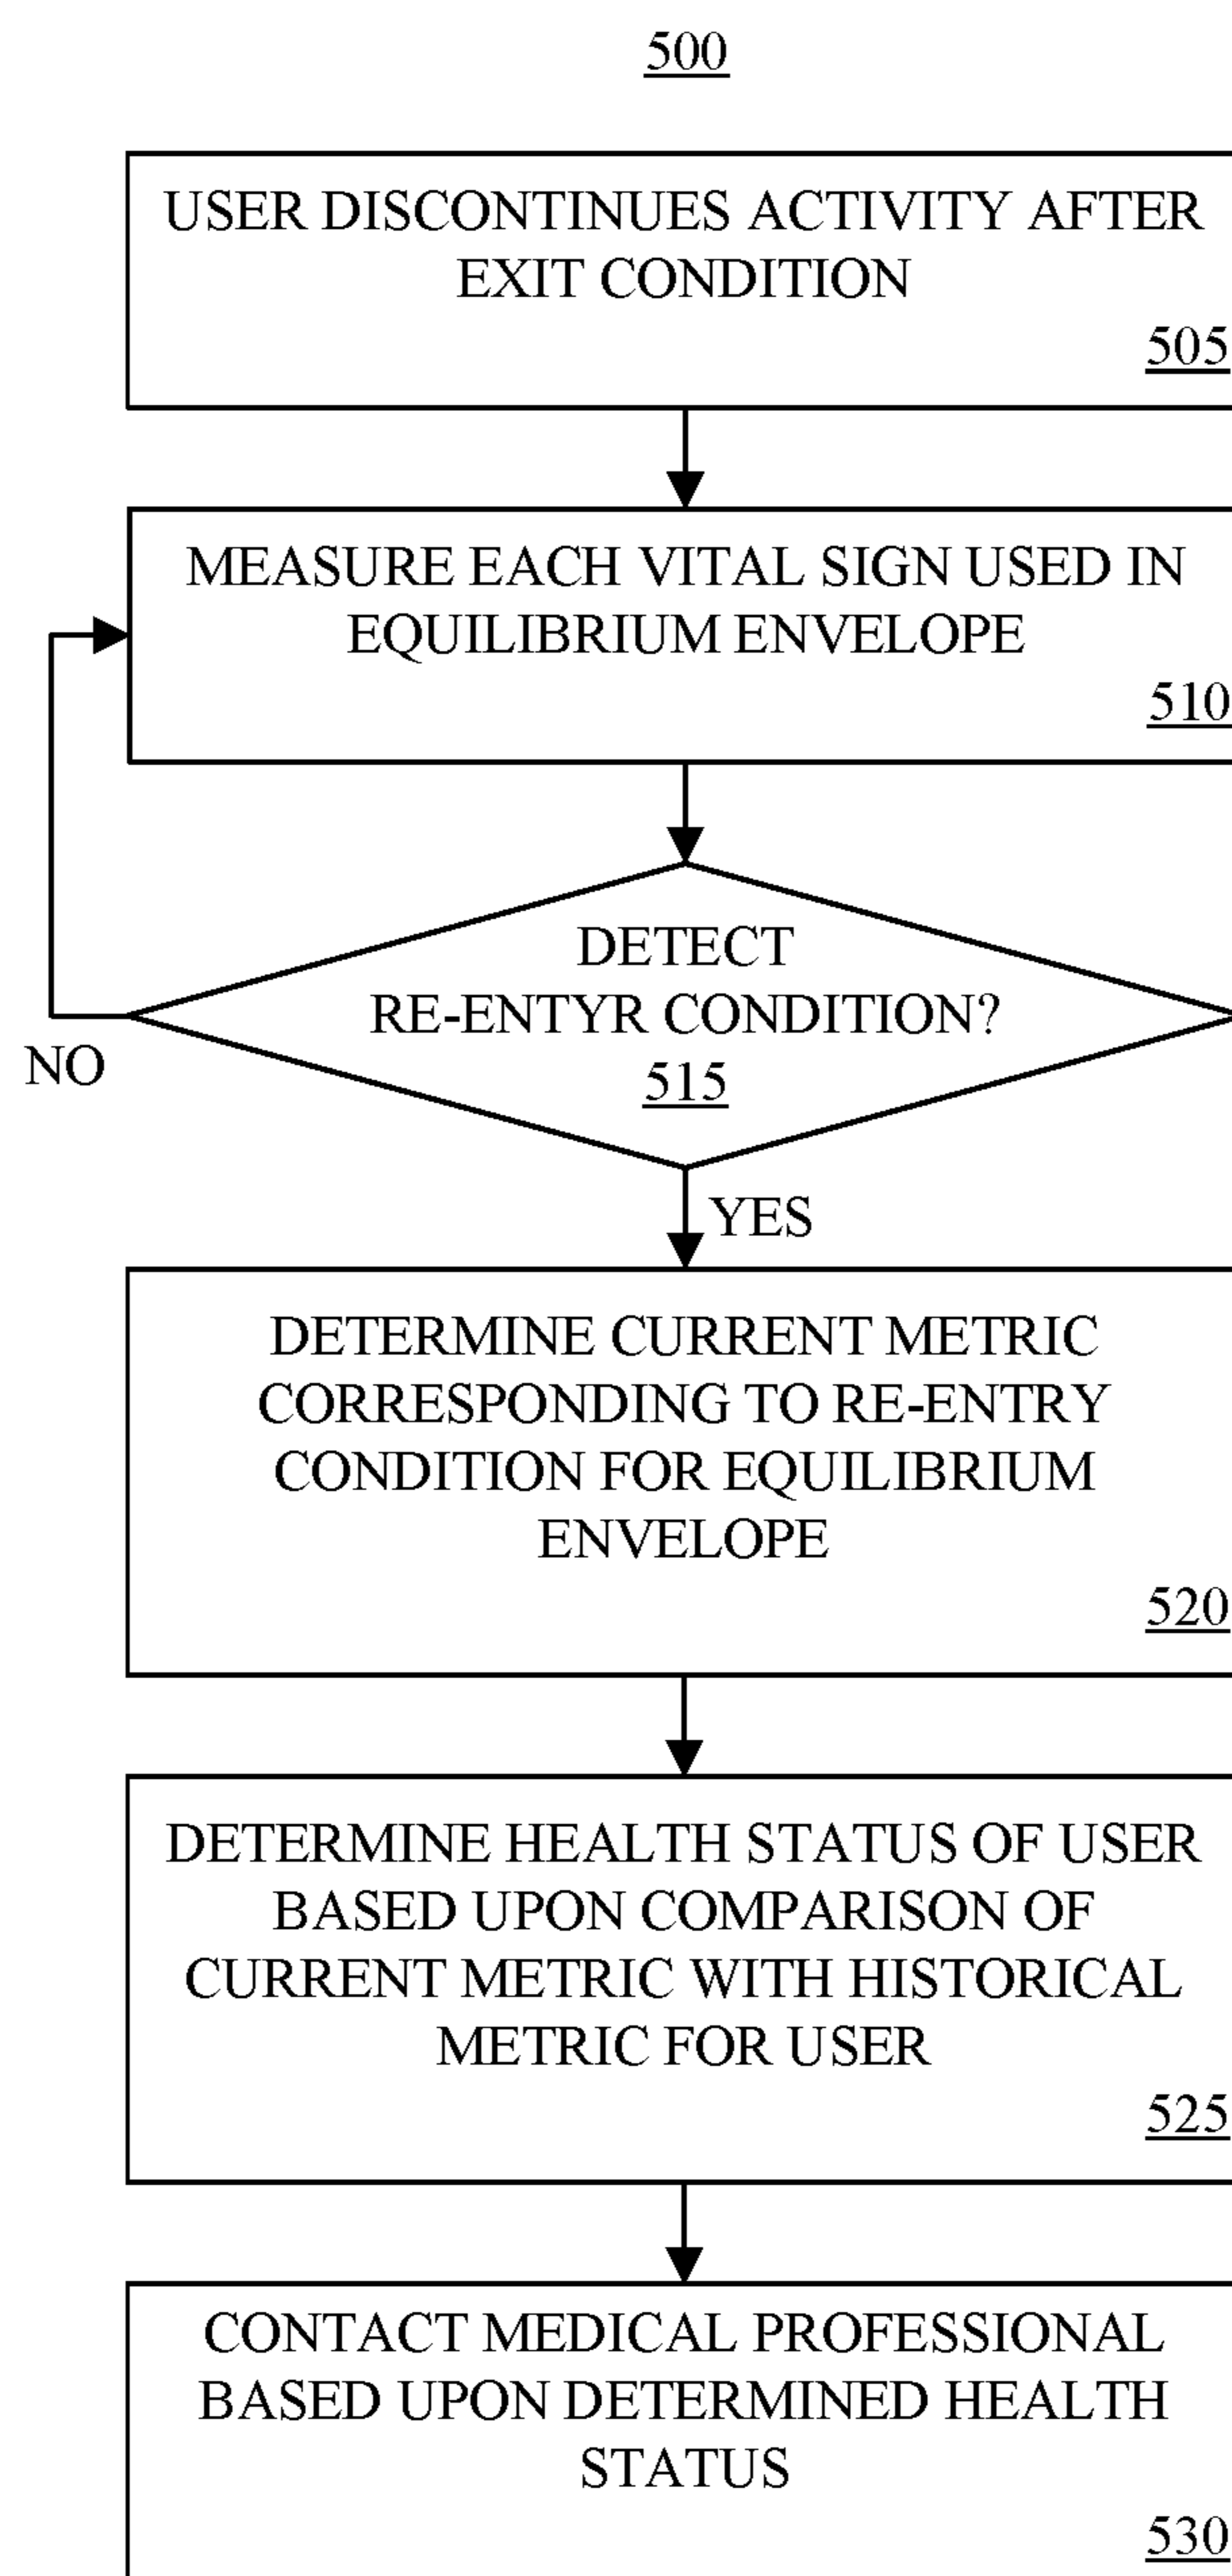 500
USER DISCONTINUES ACTIVITY AFTER
EXIT CONDITION
505
MEASURE EACH VITAL SIGN USED IN
EQUILIBRIUM ENVELOPE
510
DETECT
RE-ENTYR CONDITION?
515
NO
YES
DETERMINE CURRENT METRIC
CORRESPONDING TO RE-ENTRY
CONDITION FOR EQUILIBRIUM
ENVELOPE
520
DETERMINE HEALTH STATUS OF USER
BASED UPON COMPARISON OF
CURRENT METRIC WITH HISTORICAL
METRIC FOR USER
525
CONTACT MEDICAL PROFESSIONAL
BASED UPON DETERMINED HEALTH
STATUS
530